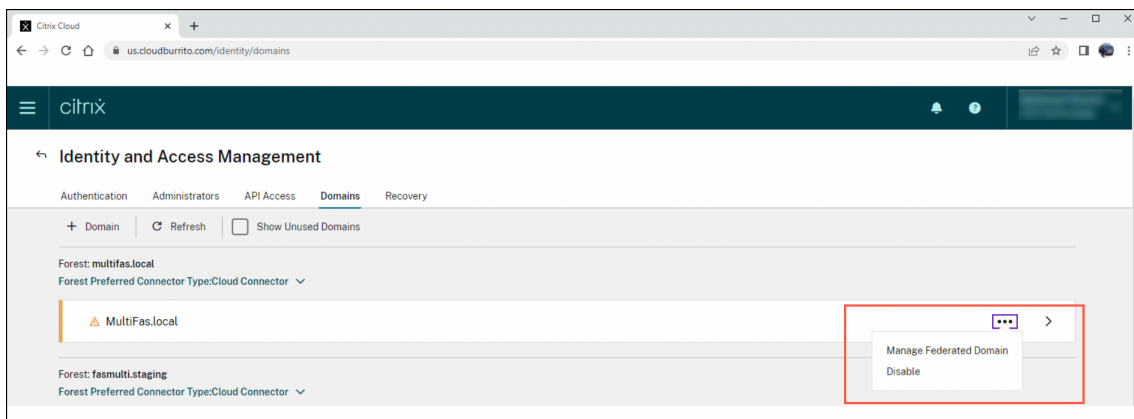 Citrix Cloud
us.cloudburrito.com/identity/domains
citrix
Identity and Access Management
Authentication Administrators API Access Domains Recovery
+ Domain Refresh Show Unused Domains
Forest: multifas.local
Forest Preferred Connector Type:Cloud Connector
MultiFas.local
Manage Federated Domain
Disable
Forest: fasmulti.staging
Forest Preferred Connector Type:Cloud Connector